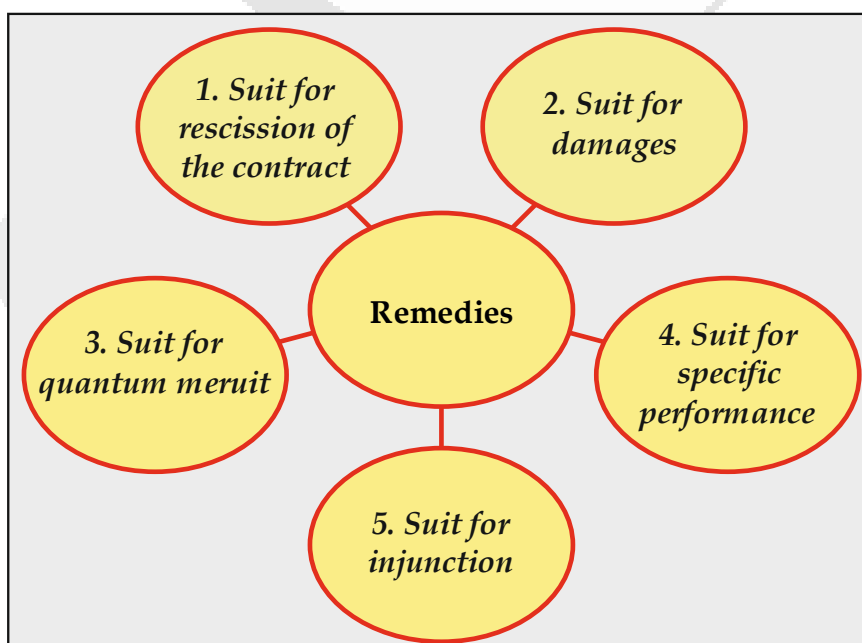 1. Suit for
rescission of
the contract
2. Suit for
damages
Remedies
3. Suit for
quantum meruit
4. Suit for
specific
performance
5. Suit for
injunction